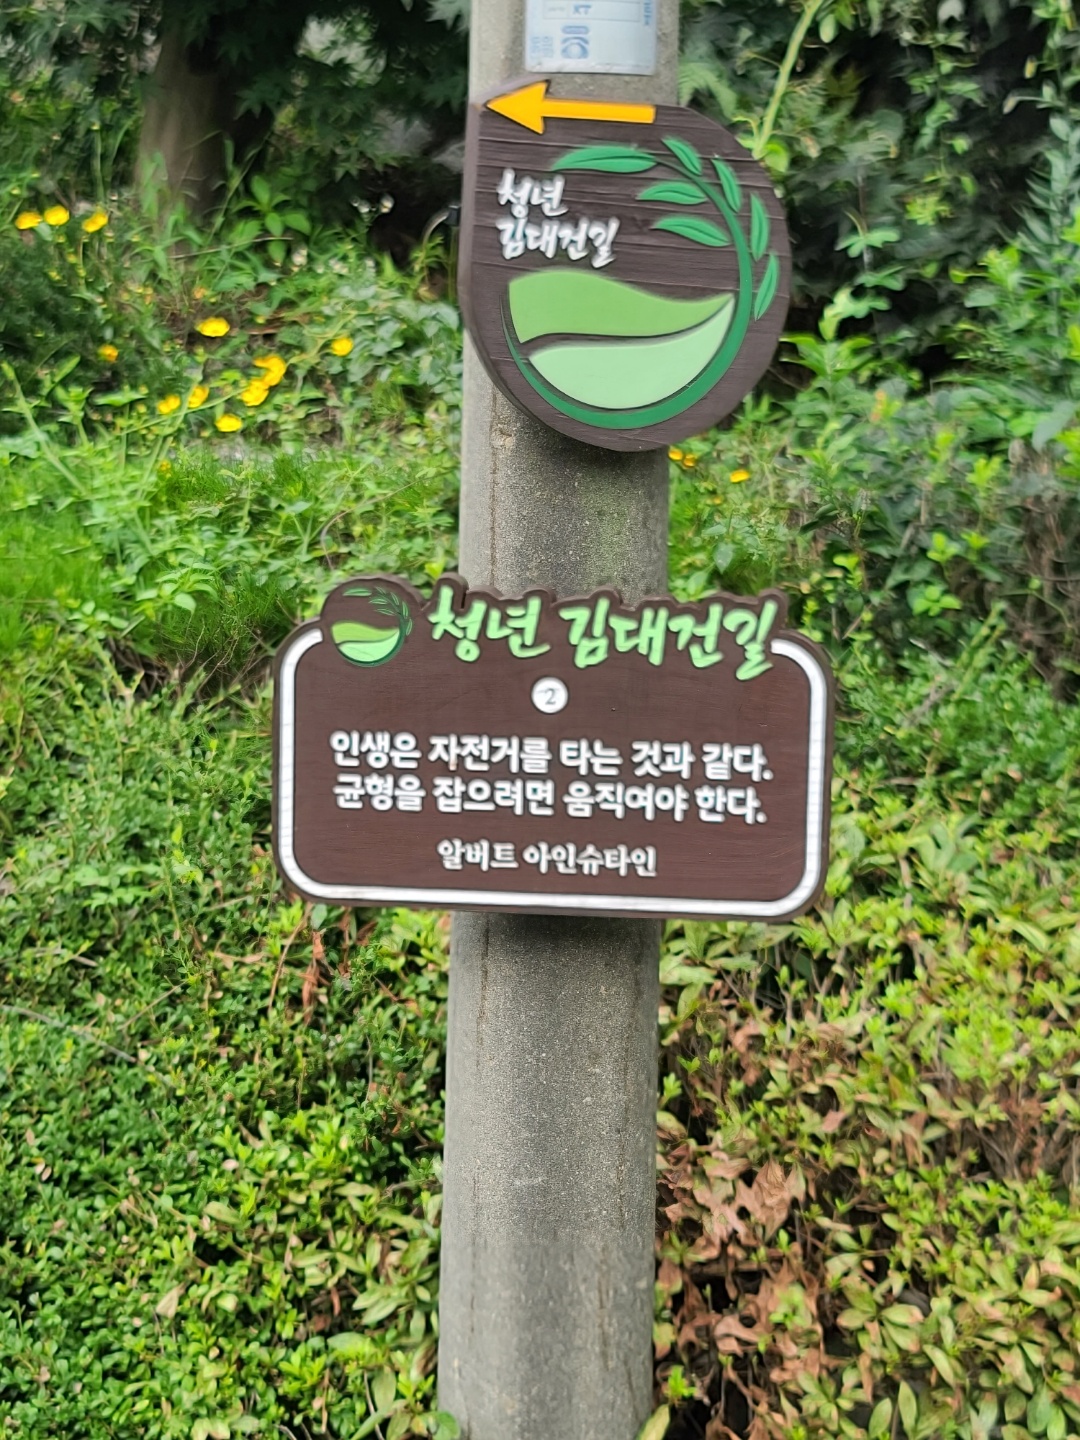 청년
김대건길
청년 김대건길
2
인생은 자전거를 타는 것과 같다.
균형을 잡으려면 움직여야 한다.
알버트 아인슈타인